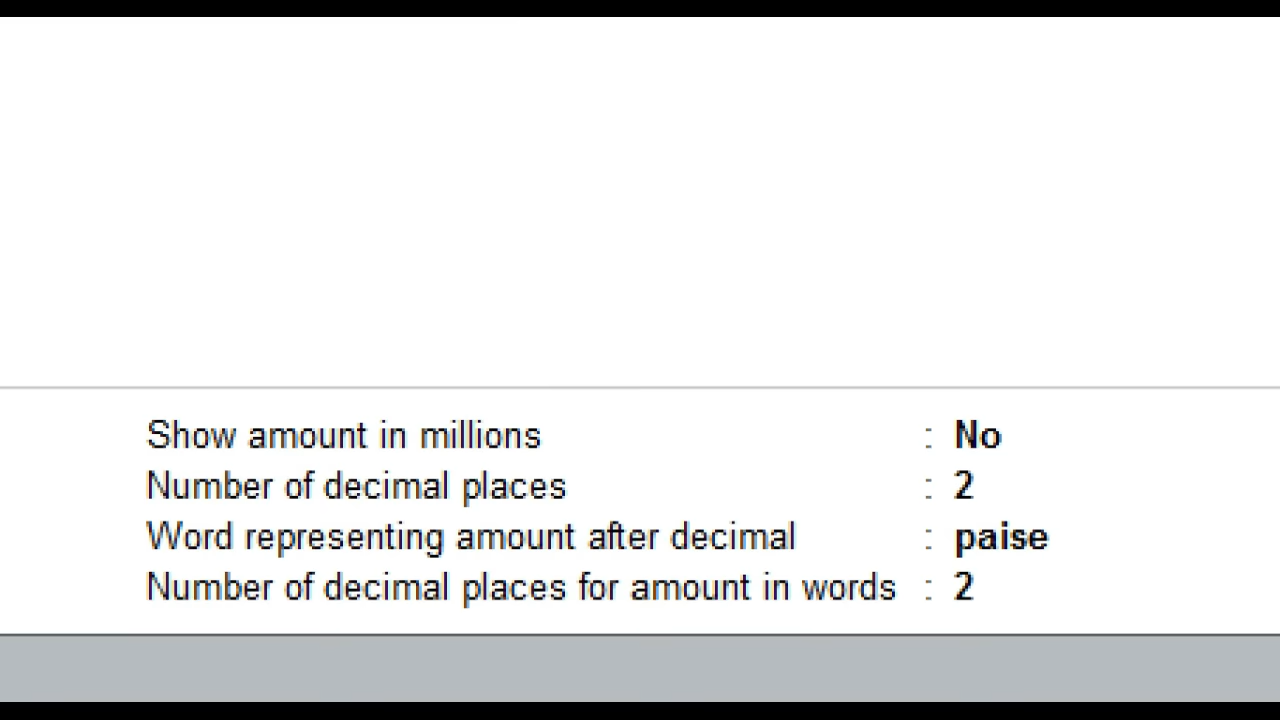 Show amount in millions : No
Number of decimal places : 2
Word representing amount after decimal : paise
Number of decimal places for amount in words : 2